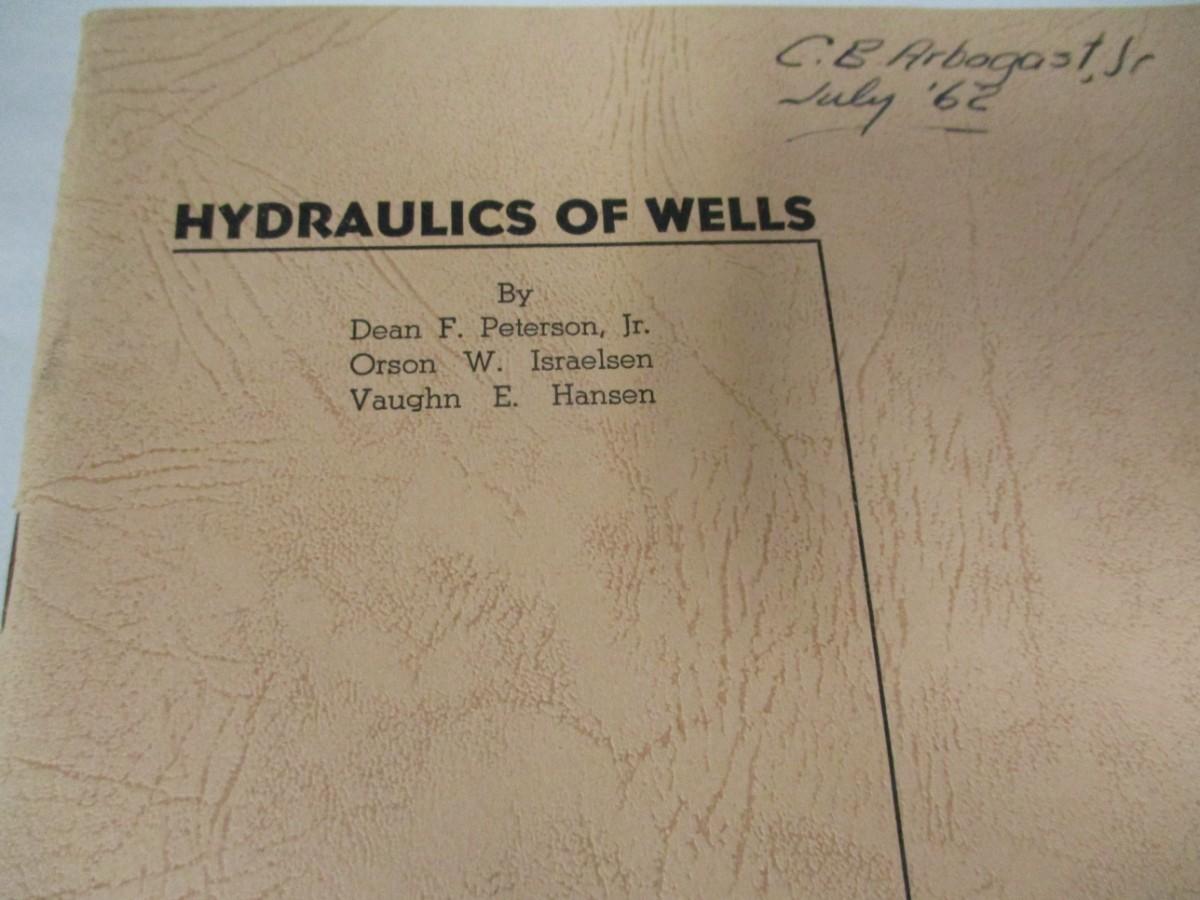 C.B Arbogast, Jr
July '62
HYDRAULICS OF WELLS
By
Dean F. Peterson, Jr.
Orson W. Israelsen
Vaughn E. Hansen